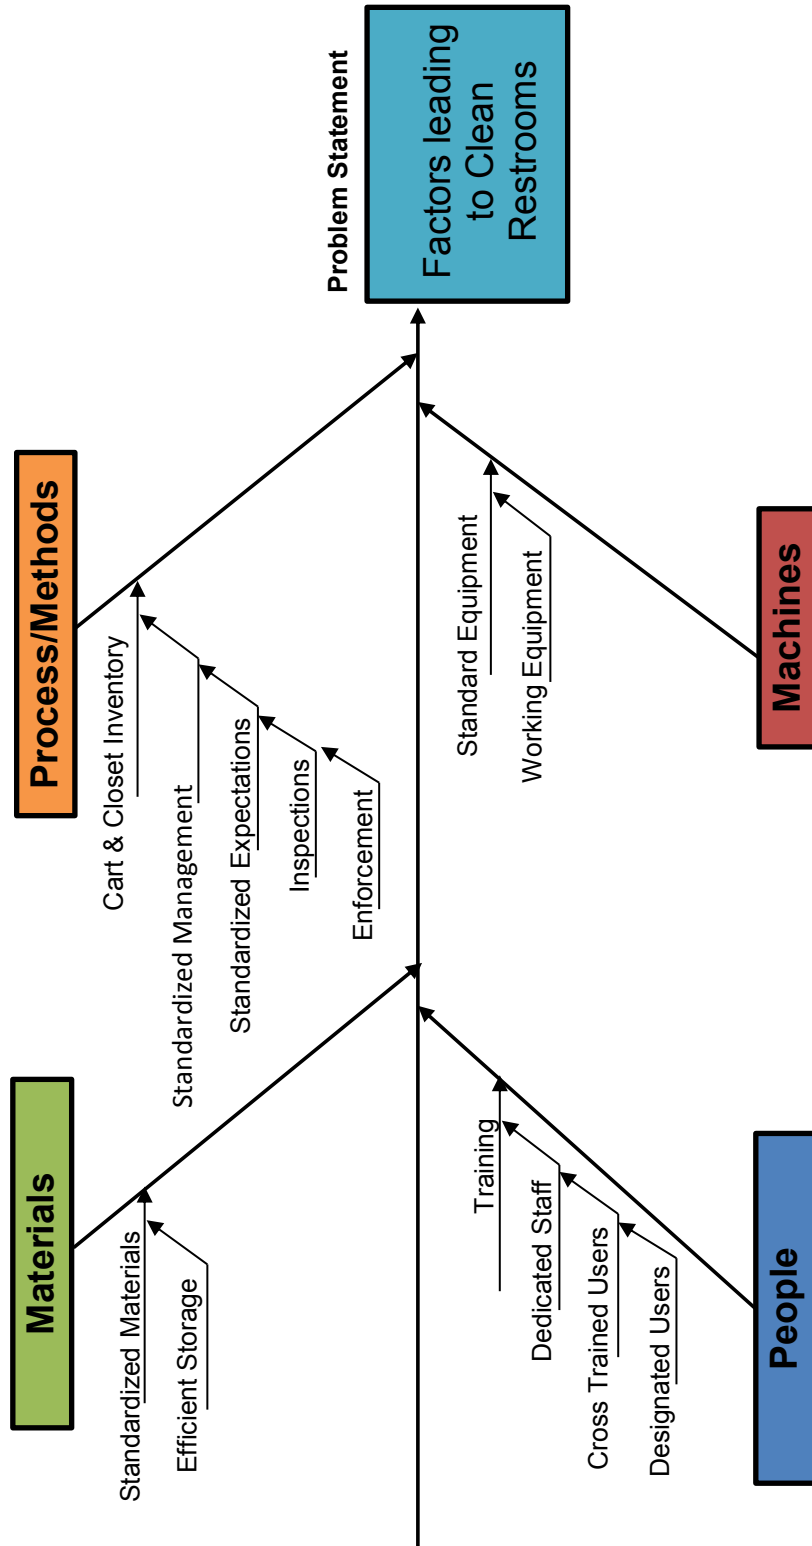 Materials
Standardized Materials
Efficient Storage
Process/Methods
Cart & Closet Inventory
Standardized Management
Standardized Expectations
Inspections
Enforcement
People
Training
Dedicated Staff
Cross Trained Users
Designated Users
Machines
Standard Equipment
Working Equipment
Problem Statement
Factors leading
to Clean
Restrooms